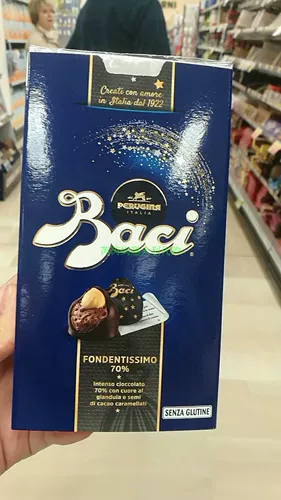 Creati con amore
in Italia dal 1922
PERUGINA
ITALIA
Baci
Baci
FONDENTISSIMO
70%
Intenso cioccolato
70% con cuore al
gianduia e semi
di cacao caramellati
SENZA GLUTINE